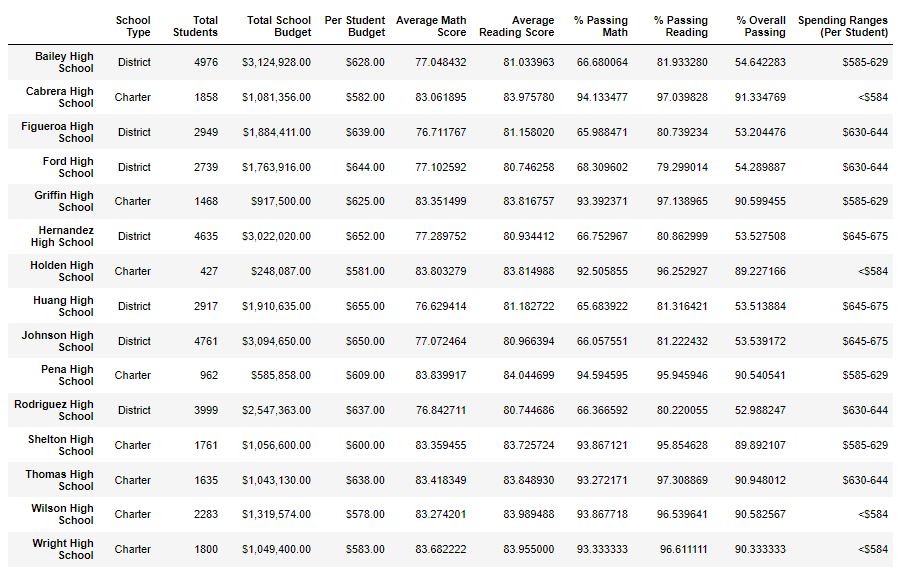 School Type Total Students Total School Budget Per Student Budget Average Math Score Average Reading Score % Passing Math % Passing Reading % Overall Passing Spending Ranges (Per Student)
Bailey High School District 4976 $3,124,928.00 $628.00 77.048432 81.033963 66.680064 81.933280 54.642283 $585-629
Cabrera High School Charter 1858 $1,081,356.00 $582.00 83.061895 83.975780 94.133477 97.039828 91.334769 <$584
Figueroa High School District 2949 $1,884,411.00 $639.00 76.711767 81.158020 65.988471 80.739234 53.204476 $630-644
Ford High School District 2739 $1,763,916.00 $644.00 77.102592 80.746258 68.309602 79.299014 54.289887 $630-644
Griffin High School Charter 1468 $917,500.00 $625.00 83.351499 83.816757 93.392371 97.138965 90.599455 $585-629
Hernandez High School District 4635 $3,022,020.00 $652.00 77.289752 80.934412 66.752967 80.862999 53.527508 $645-675
Holden High School Charter 427 $248,087.00 $581.00 83.803279 83.814988 92.505855 96.252927 89.227166 <$584
Huang High School District 2917 $1,910,635.00 $655.00 76.629414 81.182722 65.683922 81.316421 53.513884 $645-675
Johnson High School District 4761 $3,094,650.00 $650.00 77.072464 80.966394 66.057551 81.222432 53.539172 $645-675
Pena High School Charter 962 $585,858.00 $609.00 83.839917 84.044699 94.594595 95.945946 90.540541 $585-629
Rodriguez High School District 3999 $2,547,363.00 $637.00 76.842711 80.744686 66.366592 80.220055 52.988247 $630-644
Shelton High School Charter 1761 $1,056,600.00 $600.00 83.359455 83.725724 93.867121 95.854628 89.892107 $585-629
Thomas High School Charter 1635 $1,043,130.00 $638.00 83.418349 83.848930 93.272171 97.308869 90.948012 $630-644
Wilson High School Charter 2283 $1,319,574.00 $578.00 83.274201 83.989488 93.867718 96.539641 90.582567 <$584
Wright High School Charter 1800 $1,049,400.00 $583.00 83.682222 83.955000 93.333333 96.611111 90.333333 <$584